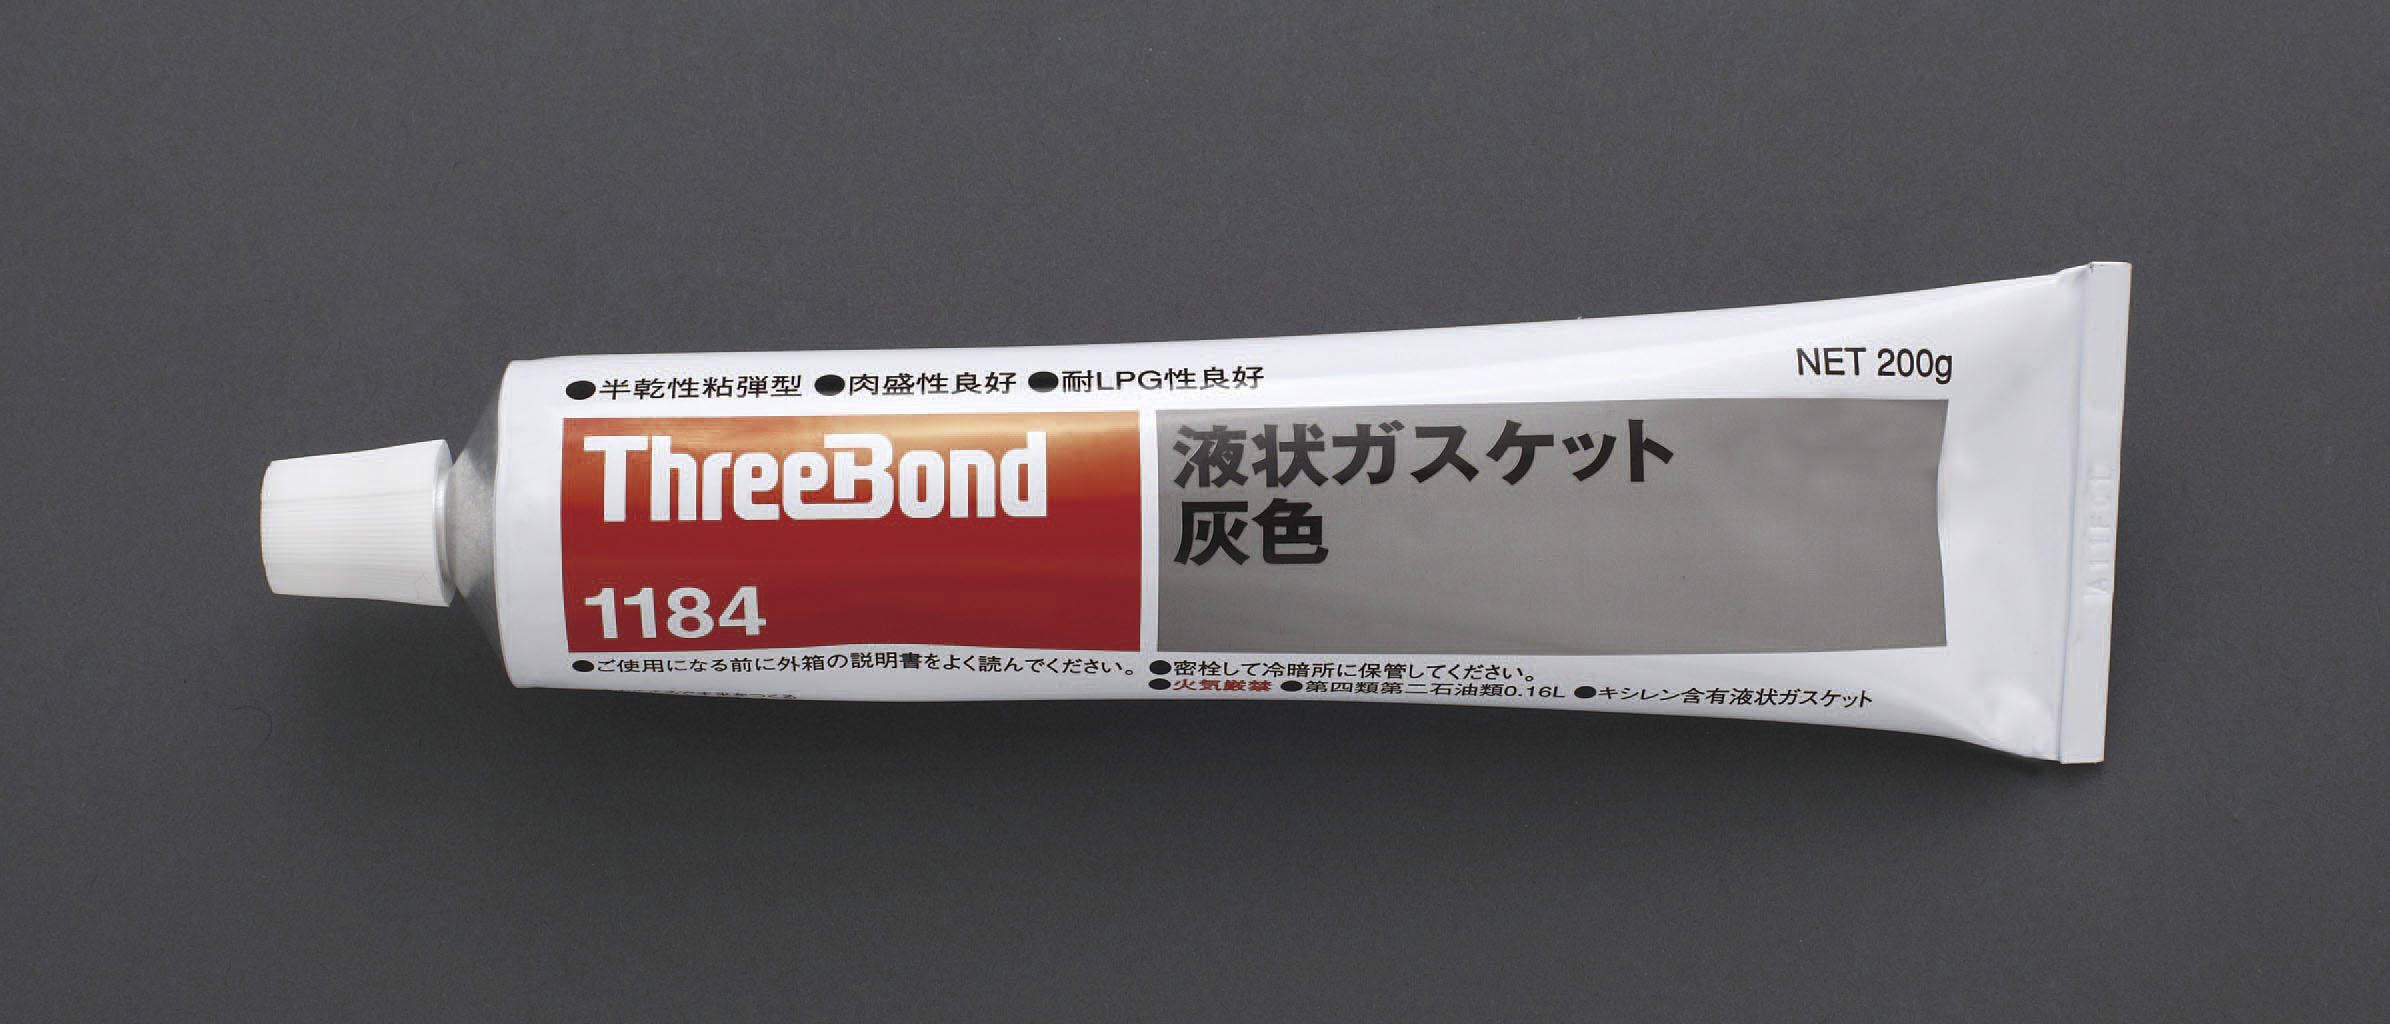 ●半乾性粘弾型 ●肉盛性良好 ●耐LPG性良好
NET 200g
ThreeBond
1184
液状ガスケット
灰色
●ご使用になる前に外箱の説明書をよく読んでください。
●密栓して冷暗所に保管してください。
●火気厳禁 ●第四類第二石油類0.16L ●キシレン含有液状ガスケット